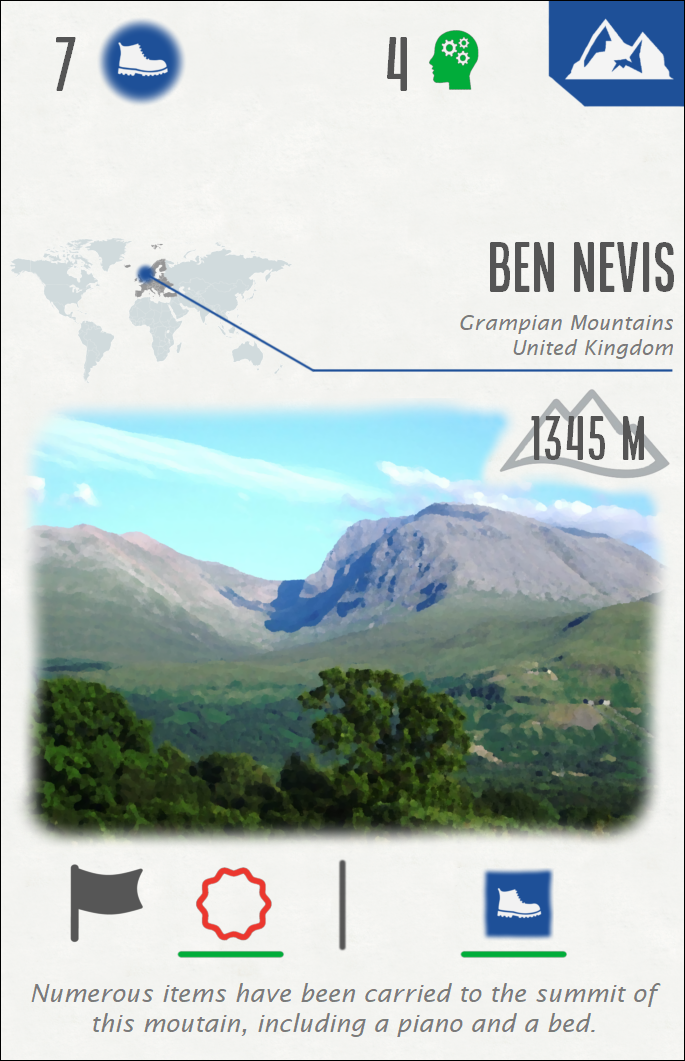 7
4
BEN NEVIS
Grampian Mountains
United Kingdom
1345 M
Numerous items have been carried to the summit of
this moutain, including a piano and a bed.